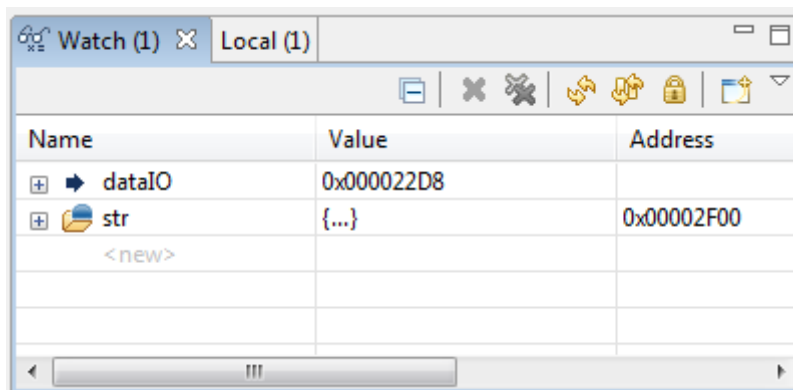 Watch (1) Local (1)
Name Value Address
dataIO 0x000022D8
str {...} 0x00002F00
<new>